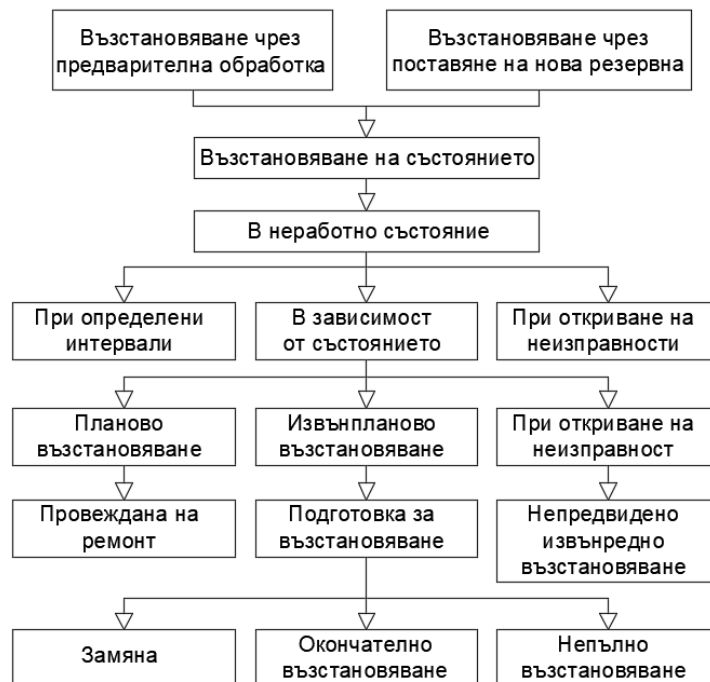 Възстановяване чрез
предварителна обработка
Възстановяване чрез
поставяне на нова резервна
Възстановяване на състоянието
В неработно състояние
При определени
интервали
В зависимост
от състоянието
При откриване на
неизправности
Планово
възстановяване
Извънпланово
възстановяване
При откриване на
неизправност
Провеждана на
ремонт
Подготовка за
възстановяване
Непредвидено
извънредно
възстановяване
Замяна
Окончателно
възстановяване
Непълно
възстановяване